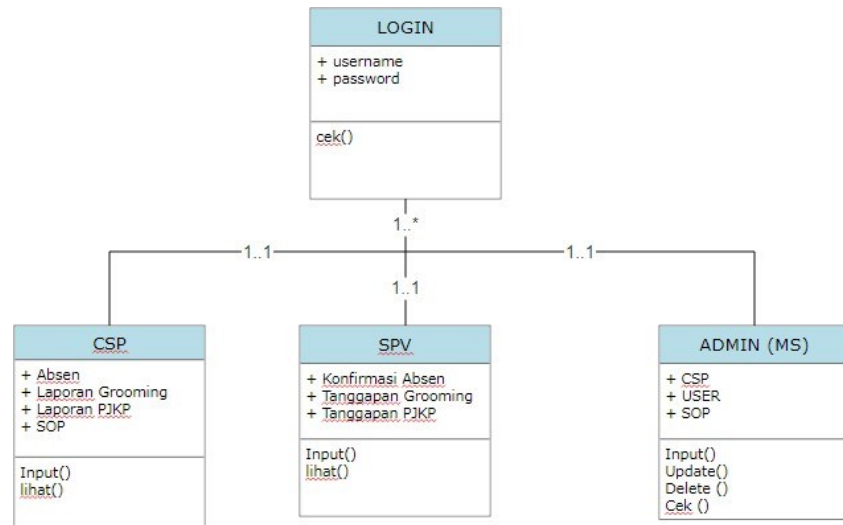 LOGIN
+ username
+ password
cek()
1..*
1..1
1..1
1..1
CSP
+ Absen
+ Laporan Grooming
+ Laporan PJKP
+ SOP
Input()
lihat()
SPV
+ Konfirmasi Absen
+ Tanggapan Grooming
+ Tanggapan PJKP
Input()
lihat()
ADMIN (MS)
+ CSP
+ USER
+ SOP
Input()
Update()
Delete ()
Cek ()